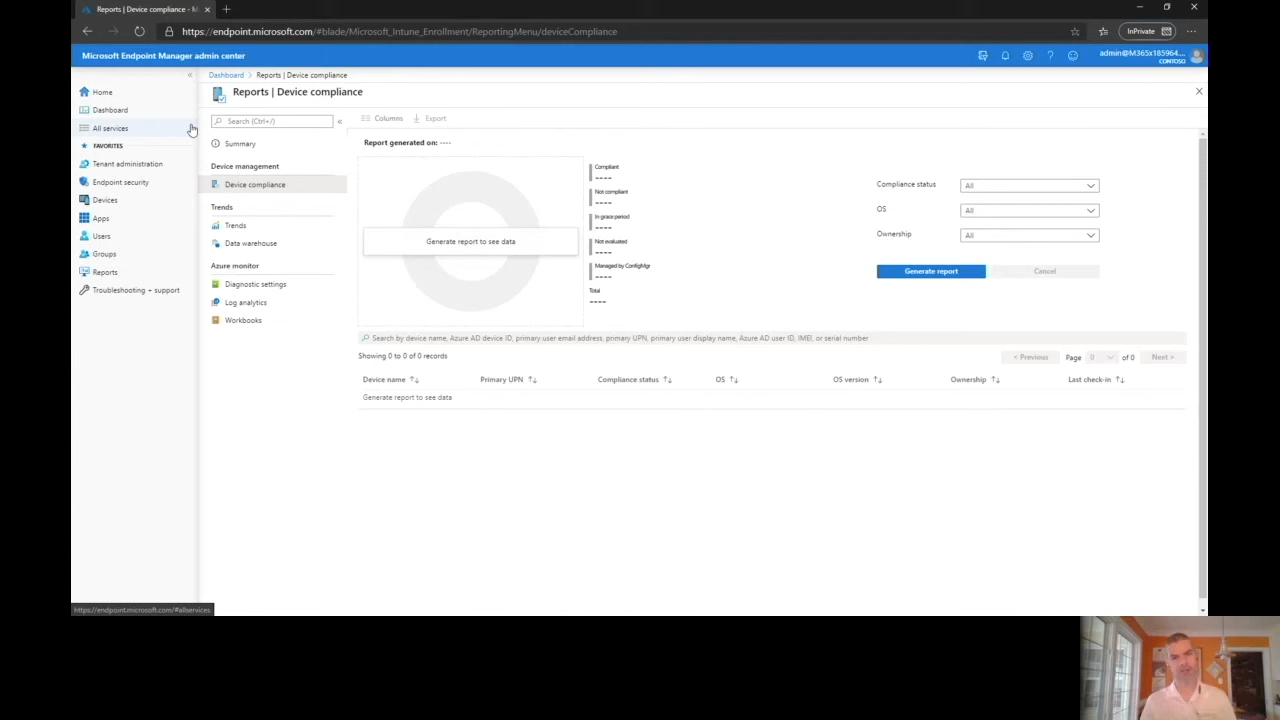 Reports | Device compliance - M
https://endpoint.microsoft.com/#blade/Microsoft_Intune_Enrollment/ReportingMenu/deviceCompliance
InPrivate
Microsoft Endpoint Manager admin center
admin@M365x185964....
CONTOSO
Home
Dashboard
All services
FAVORITES
Tenant administration
Endpoint security
Devices
Apps
Users
Groups
Reports
Troubleshooting + support
Dashboard > Reports | Device compliance
Reports | Device compliance
Search (Ctrl+/)
Summary
Device management
Device compliance
Trends
Trends
Data warehouse
Azure monitor
Diagnostic settings
Log analytics
Workbooks
Columns
Export
Report generated on: ----
Generate report to see data
Compliant
----
Not compliant
----
In grace period
----
Not evaluated
----
Managed by ConfigMgr
----
Total
----
Compliance status All
OS All
Ownership All
Generate report
Cancel
Search by device name, Azure AD device ID, primary user email address, primary UPN, primary user display name, Azure AD user ID, IMEI, or serial number
Showing 0 to 0 of 0 records
< Previous Page 0 of 0 Next >
Device name Primary UPN Compliance status OS OS version Ownership Last check-in
Generate report to see data
https://endpoint.microsoft.com/#allservices